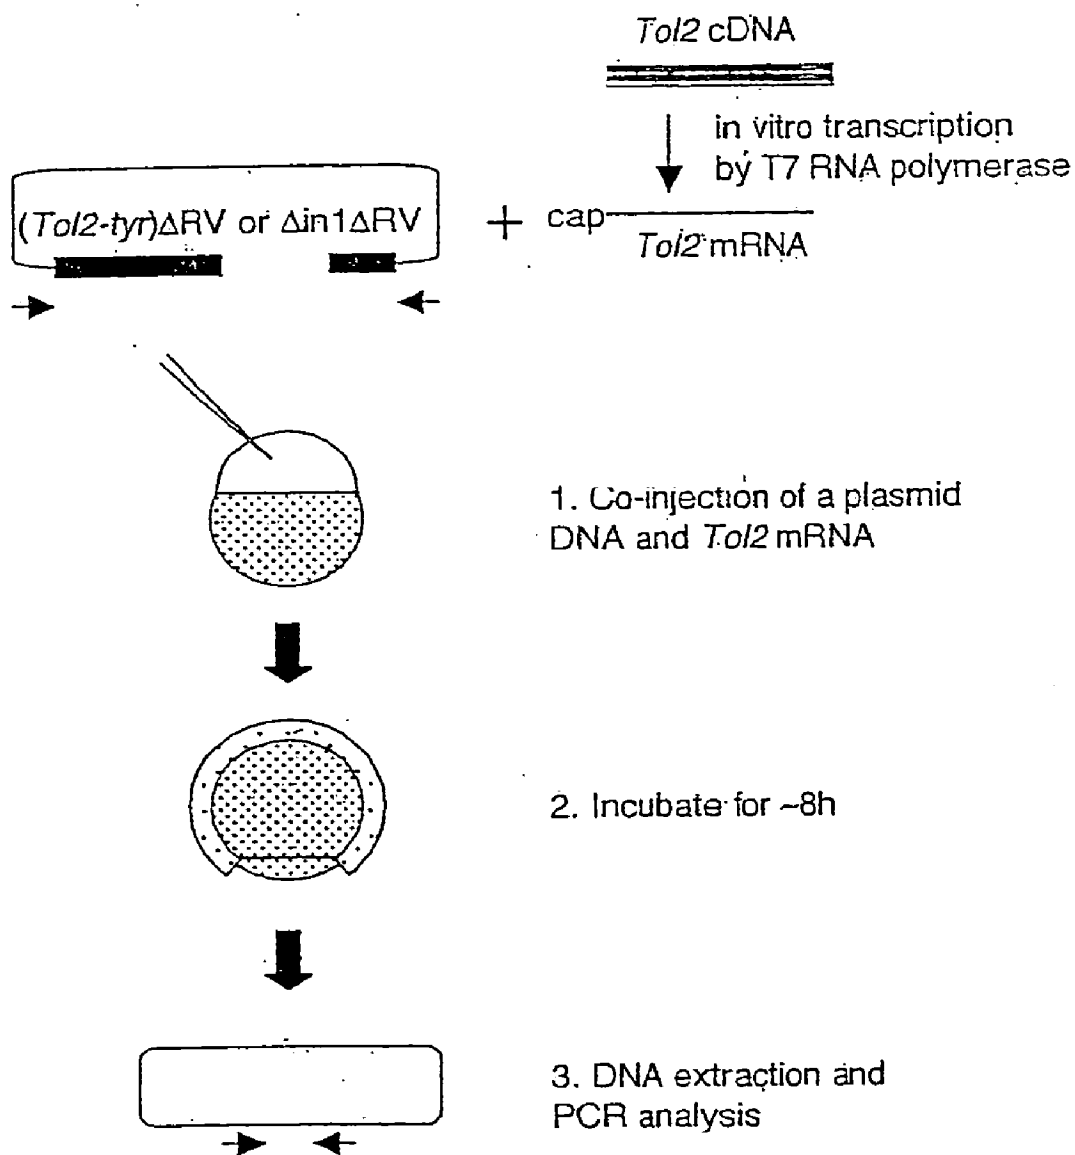 Tol2 cDNA
in vitro transcription
by T7 RNA polymerase
(Tol2-tyr)ΔRV or Δin1ΔRV
+
cap
Tol2 mRNA
1. Co-injection of a plasmid
DNA and Tol2 mRNA
2. Incubate for ~8h
3. DNA extraction and
PCR analysis